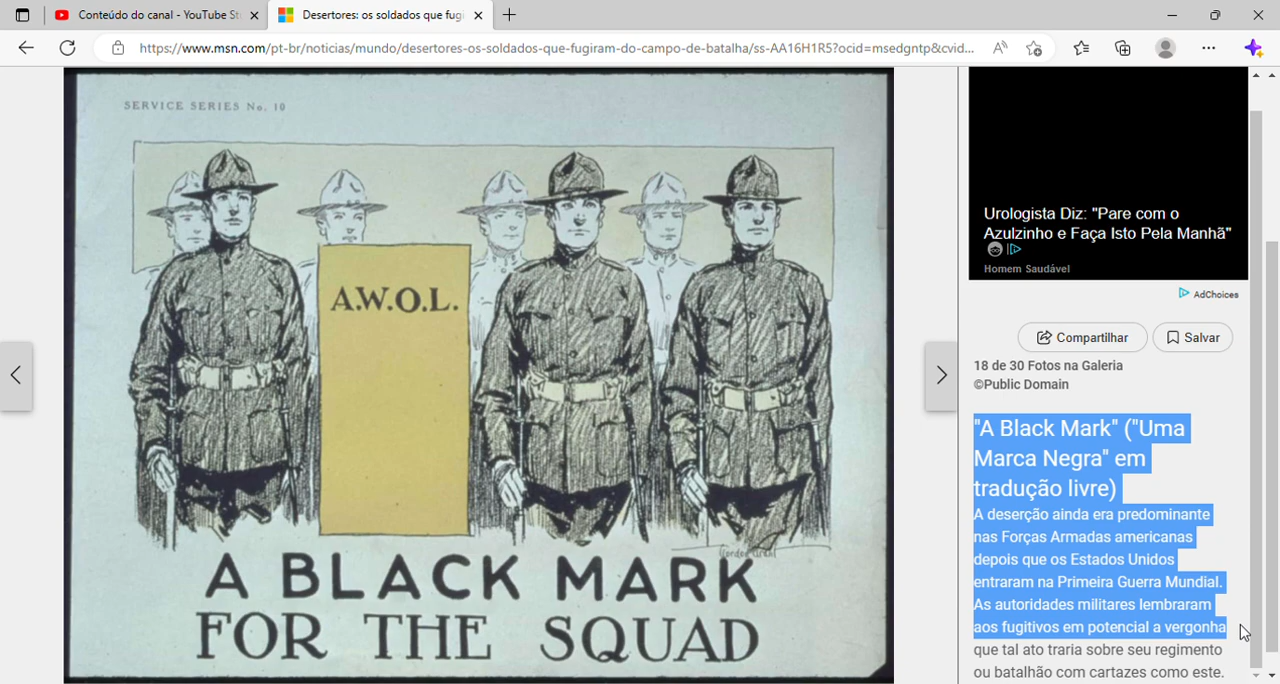 Conteúdo do canal - YouTube St
Desertores: os soldados que fugi
https://www.msn.com/pt-br/noticias/mundo/desertores-os-soldados-que-fugiram-do-campo-de-batalha/ss-AA16H1R5?ocid=msedgntp&cvid...
SERVICE SERIES No. 10
A.W.O.L.
Gordon Grant
A BLACK MARK
FOR THE SQUAD
Urologista Diz: "Pare com o
Azulzinho e Faça Isto Pela Manhã"
Homem Saudável
AdChoices
Compartilhar
Salvar
18 de 30 Fotos na Galeria
©Public Domain
"A Black Mark" ("Uma
Marca Negra" em
tradução livre)
A deserção ainda era predominante
nas Forças Armadas americanas
depois que os Estados Unidos
entraram na Primeira Guerra Mundial.
As autoridades militares lembraram
aos fugitivos em potencial a vergonha
que tal ato traria sobre seu regimento
ou batalhão com cartazes como este.